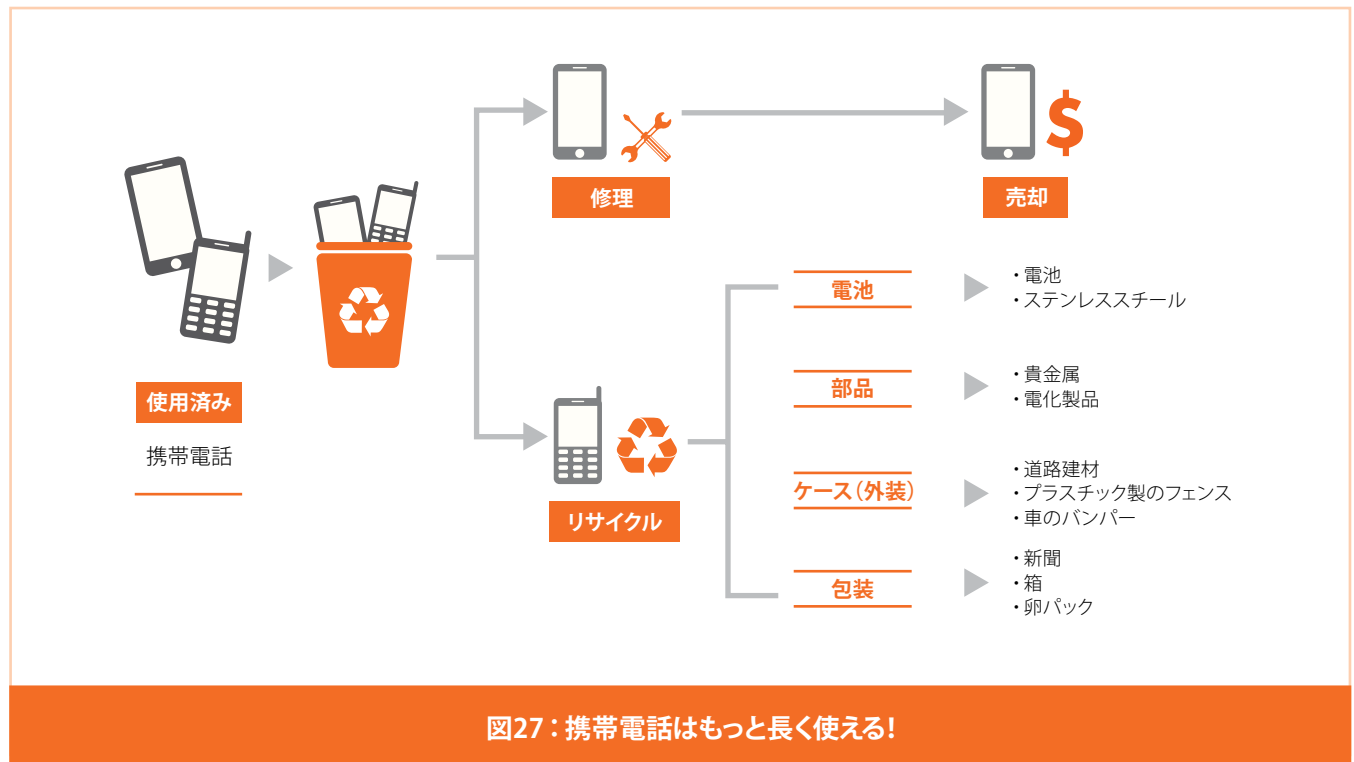 使用済み
携帯電話
修理
売却
リサイクル
電池
・電池
・ステンレススチール
部品
・貴金属
・電化製品
ケース（外装）
・道路建材
・プラスチック製のフェンス
・車のバンパー
包装
・新聞
・箱
・卵パック
図27：携帯電話はもっと長く使える!